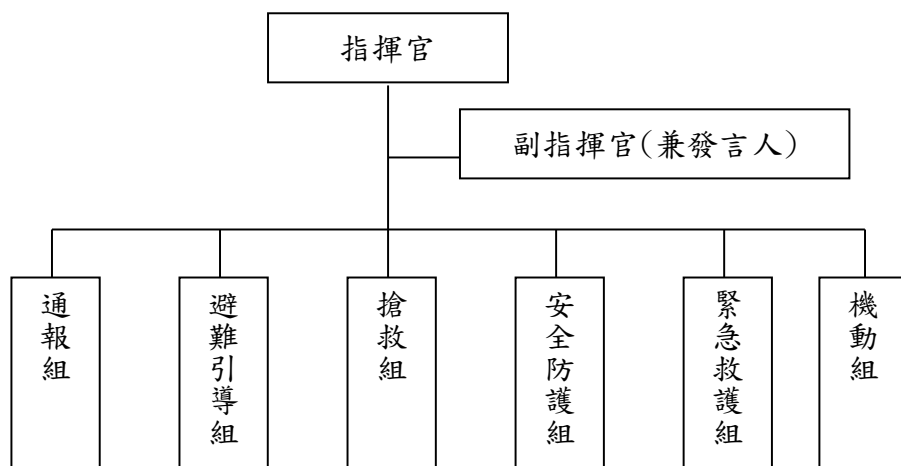 指揮官
副指揮官(兼發言人)
通報組
避難引導組
搶救組
安全防護組
緊急救護組
機動組